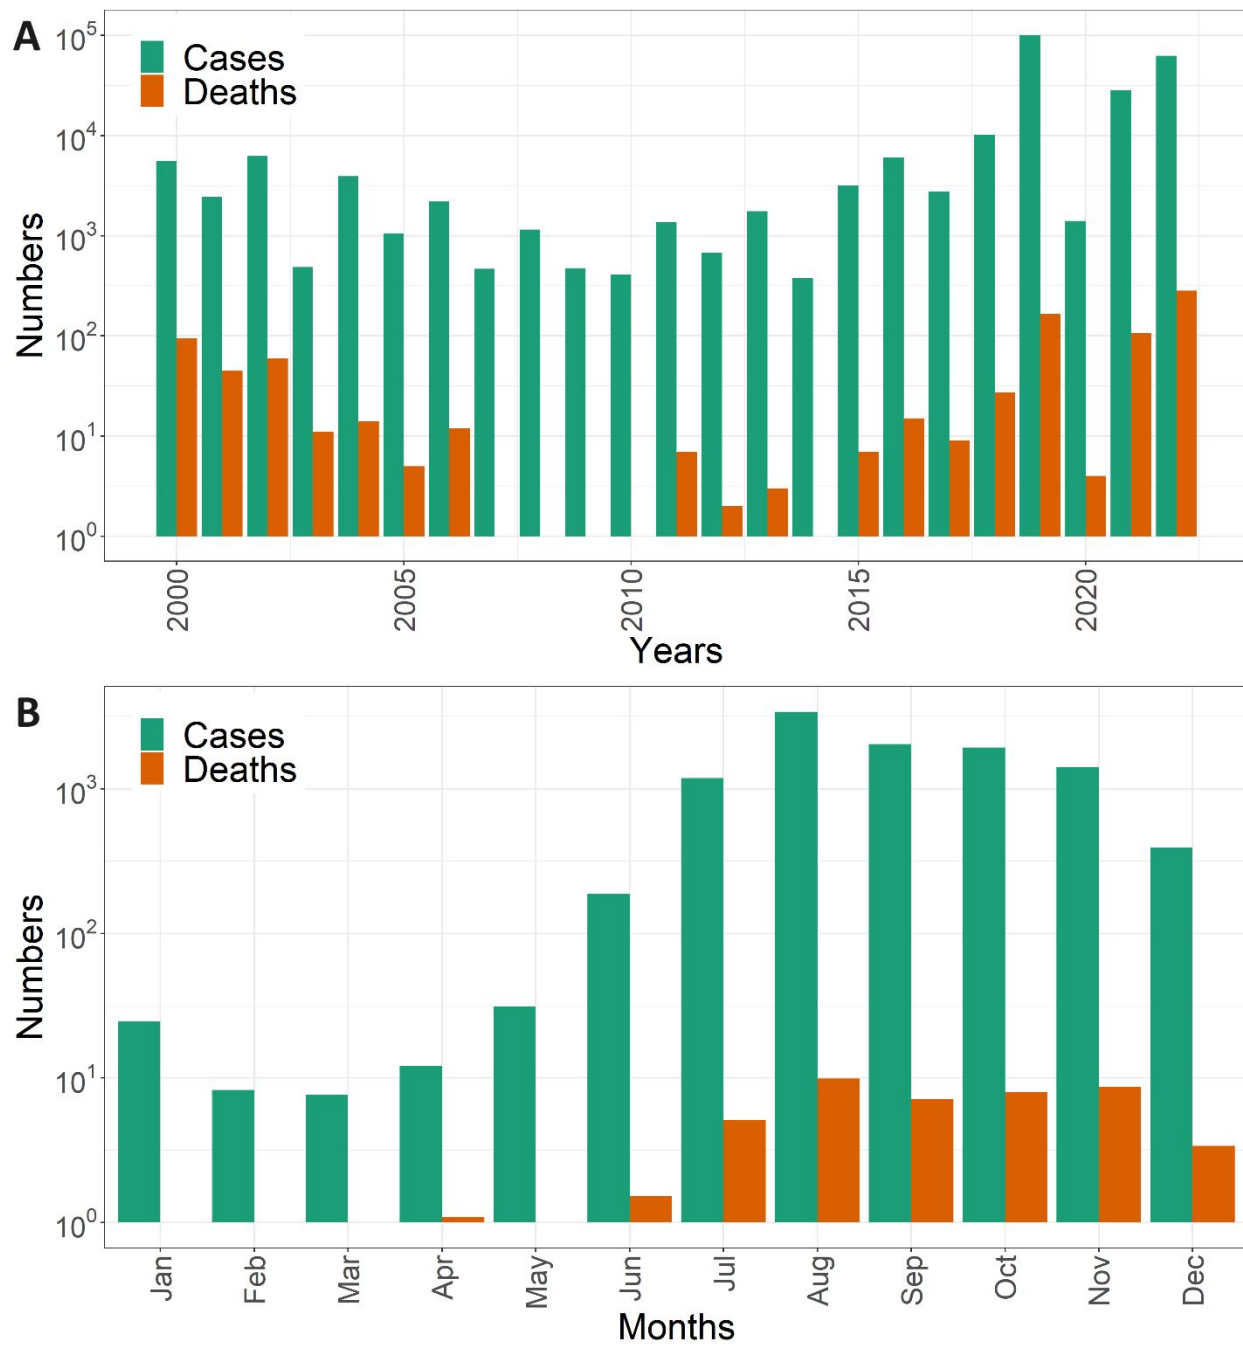 A
Cases
Deaths
Numbers
10^5
10^4
10^3
10^2
10^1
10^0
2000
2005
2010
2015
2020
Years
B
Cases
Deaths
Numbers
10^3
10^2
10^1
10^0
Jan
Feb
Mar
Apr
May
Jun
Jul
Aug
Sep
Oct
Nov
Dec
Months